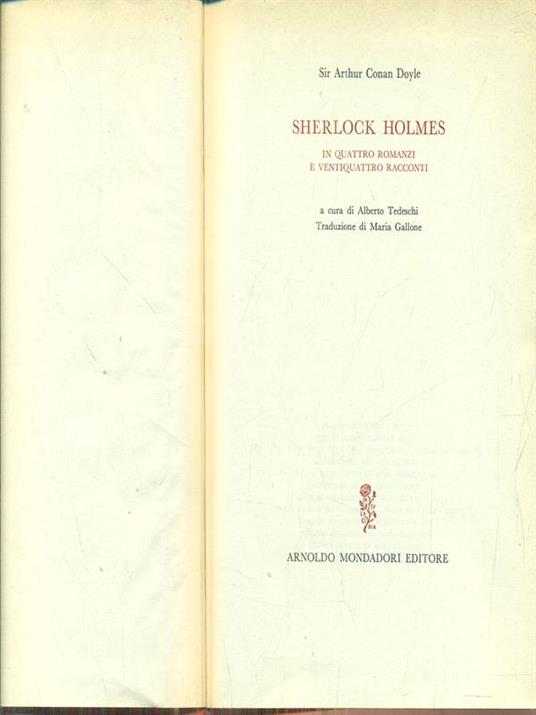 Sir Arthur Conan Doyle
SHERLOCK HOLMES
IN QUATTRO ROMANZI
E VENTIQUATTRO RACCONTI
a cura di Alberto Tedeschi
Traduzione di Maria Gallone
ARNOLDO MONDADORI EDITORE